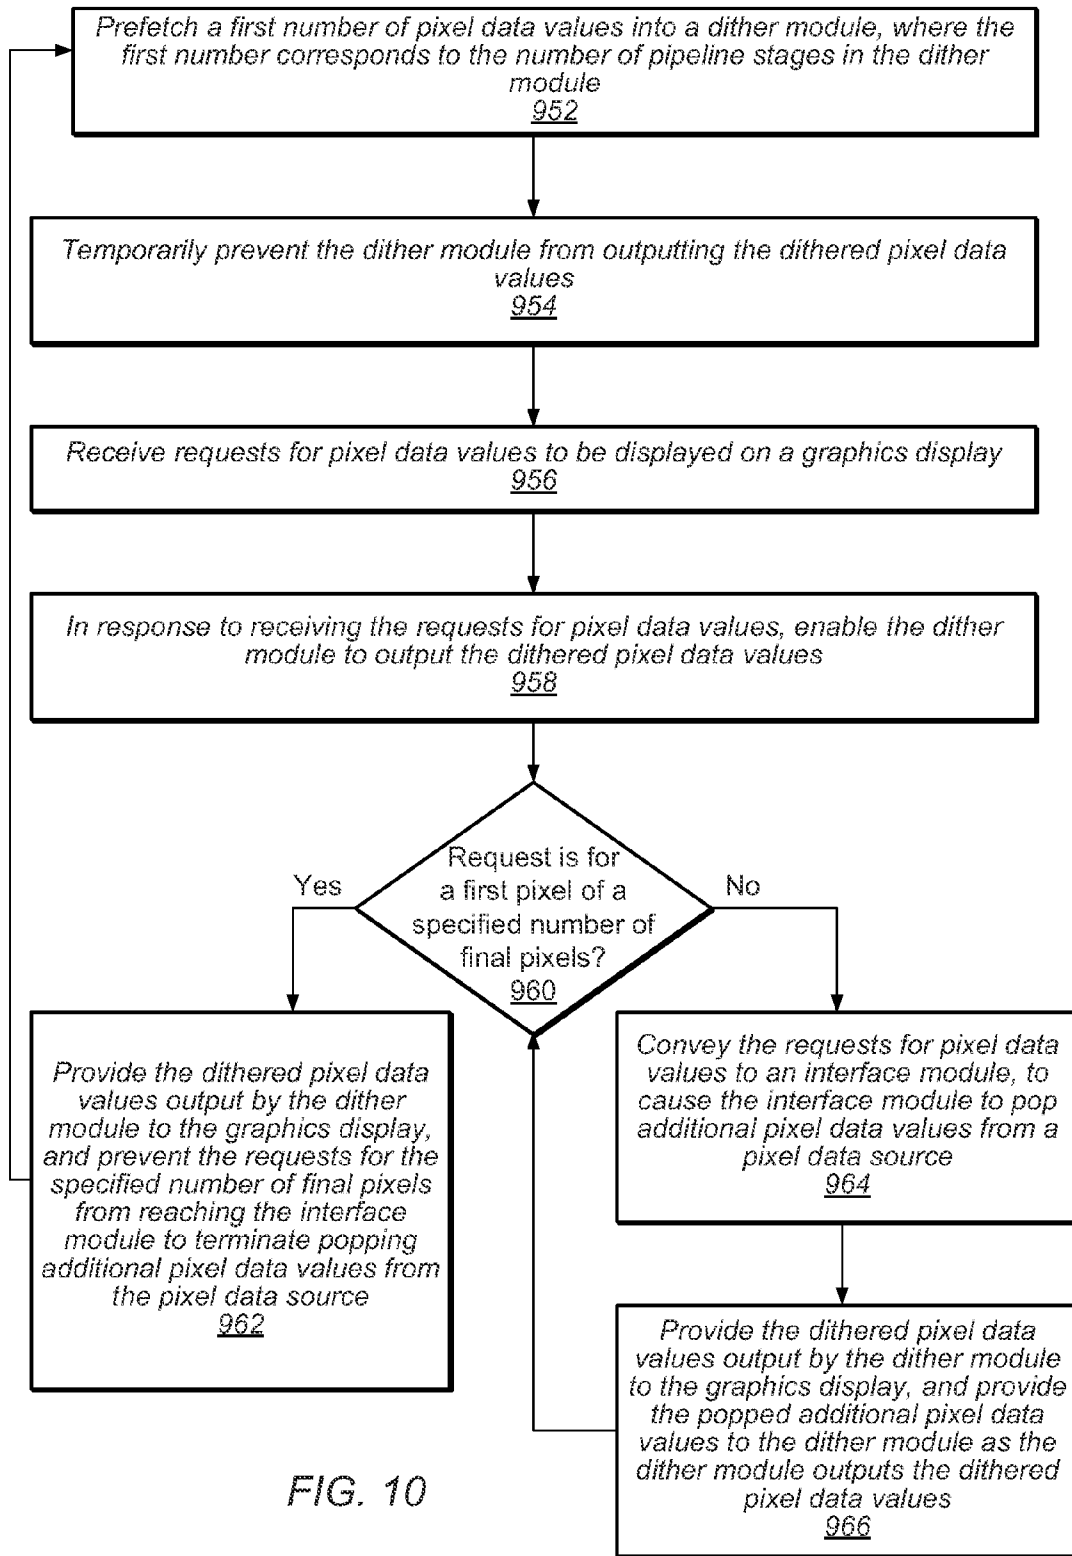 Prefetch a first number of pixel data values into a dither module, where the
first number corresponds to the number of pipeline stages in the dither
module
952
Temporarily prevent the dither module from outputting the dithered pixel data
values
954
Receive requests for pixel data values to be displayed on a graphics display
956
In response to receiving the requests for pixel data values, enable the dither
module to output the dithered pixel data values
958
Request is for
a first pixel of a
specified number of
final pixels?
960
Yes
No
Provide the dithered pixel data
values output by the dither
module to the graphics display,
and prevent the requests for the
specified number of final pixels
from reaching the interface
module to terminate popping
additional pixel data values from
the pixel data source
962
Convey the requests for pixel data
values to an interface module, to
cause the interface module to pop
additional pixel data values from a
pixel data source
964
Provide the dithered pixel data
values output by the dither module
to the graphics display, and provide
the popped additional pixel data
values to the dither module as the
dither module outputs the dithered
pixel data values
966
FIG. 10